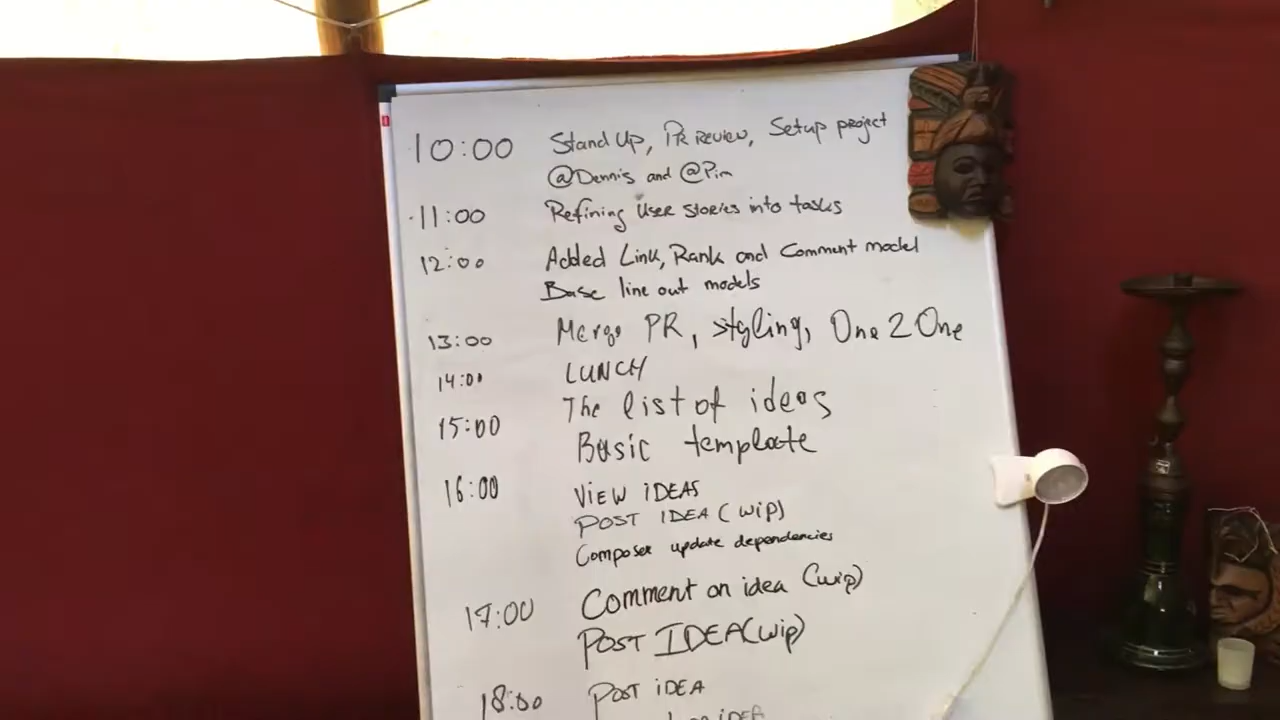 10:00 Stand Up, PR Review, Setup project
@Dennis and @Pim
11:00 Refining User stories into tasks
12:00 Added Link, Rank and Comment model
Base line out models
13:00 Merge PR, styling, One 2 One
14:00 LUNCH
15:00 The list of ideas
Basic template
16:00 VIEW IDEAS
POST IDEA (WIP)
Composer update dependencies
17:00 Comment on idea (wip)
POST IDEA (wip)
18:00 POST IDEA
IDEA